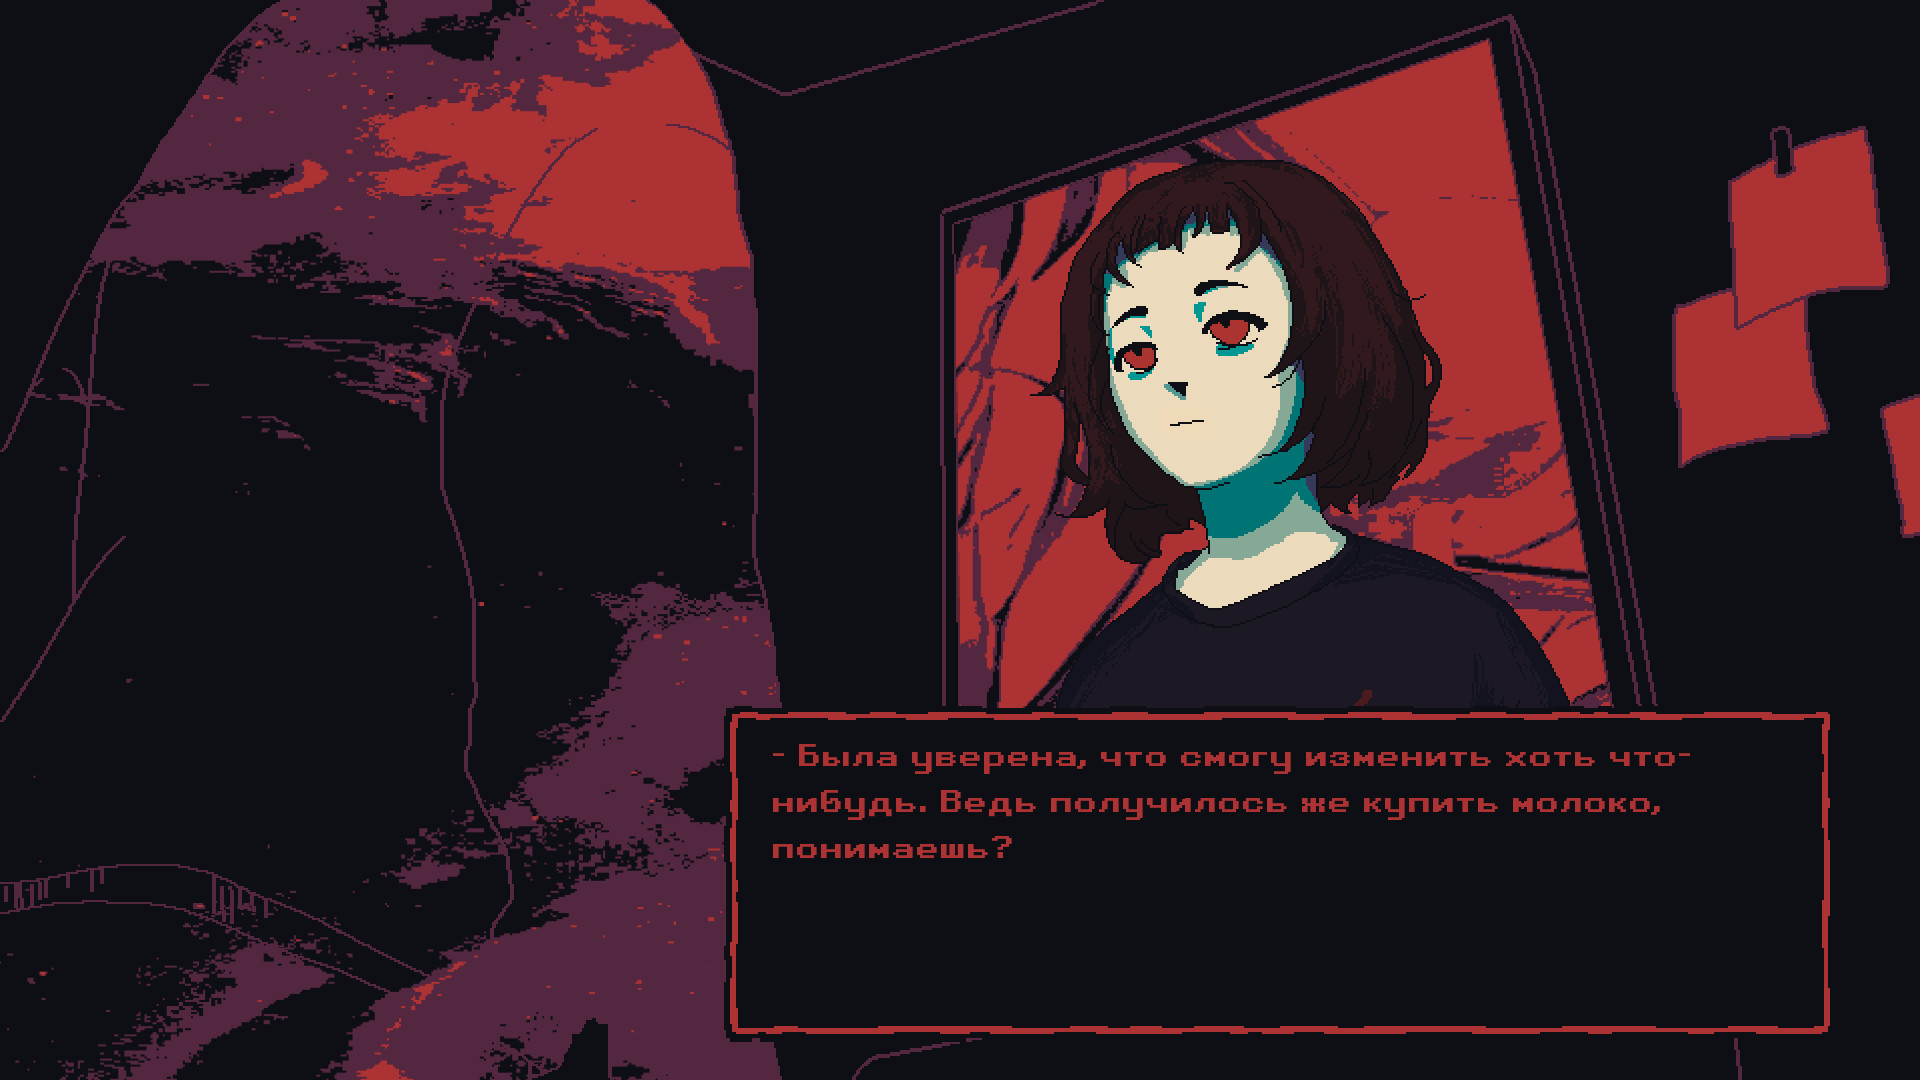 - Была уверена, что смогу изменить хоть что-
нибудь. Ведь получилось же купить молоко,
понимаешь?